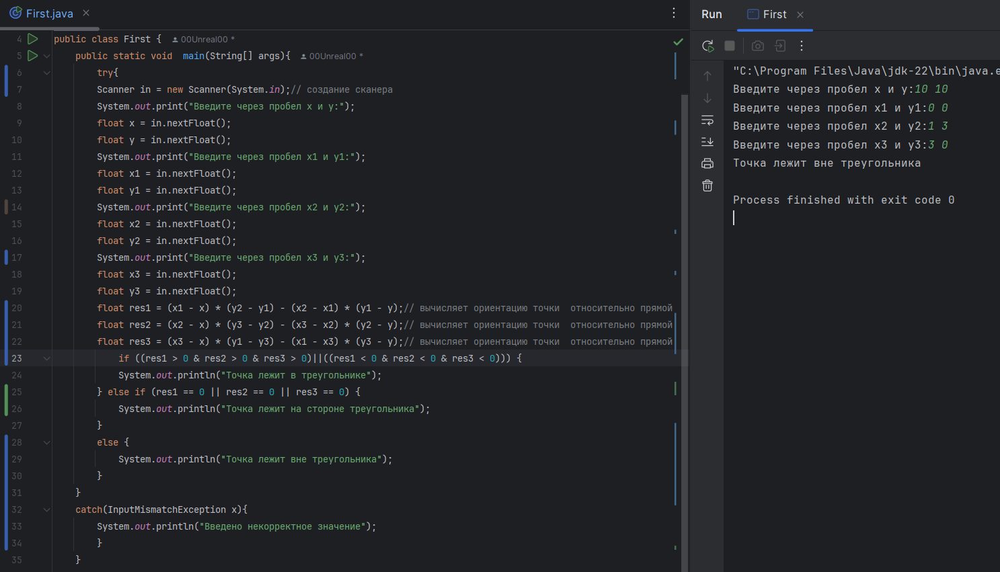 First.java
4 public class First { 00Unreal00 *
5 public static void  main(String[] args){ 00Unreal00 *
6 try{
7 Scanner in = new Scanner(System.in);// создание сканера
8 System.out.print("Введите через пробел x и y:");
9 float x = in.nextFloat();
10 float y = in.nextFloat();
11 System.out.print("Введите через пробел x1 и y1:");
12 float x1 = in.nextFloat();
13 float y1 = in.nextFloat();
14 System.out.print("Введите через пробел x2 и y2:");
15 float x2 = in.nextFloat();
16 float y2 = in.nextFloat();
17 System.out.print("Введите через пробел x3 и y3:");
18 float x3 = in.nextFloat();
19 float y3 = in.nextFloat();
20 float res1 = (x1 - x) * (y2 - y1) - (x2 - x1) * (y1 - y);// вычисляет ориентацию точки  относительно прямой
21 float res2 = (x2 - x) * (y3 - y2) - (x3 - x2) * (y2 - y);// вычисляет ориентацию точки  относительно прямой
22 float res3 = (x3 - x) * (y1 - y3) - (x1 - x3) * (y3 - y);// вычисляет ориентацию точки  относительно прямой
23 if ((res1 > 0 & res2 > 0 & res3 > 0)||((res1 < 0 & res2 < 0 & res3 < 0))) {
24 System.out.println("Точка лежит в треугольнике");
25 } else if (res1 == 0 || res2 == 0 || res3 == 0) {
26 System.out.println("Точка лежит на стороне треугольника");
27 }
28 else {
29 System.out.println("Точка лежит вне треугольника");
30 }
31 }
32 catch(InputMismatchException x){
33 System.out.println("Введено некорректное значение");
34 }
35 }
Run First
"C:\Program Files\Java\jdk-22\bin\java.e
Введите через пробел x и y:10 10
Введите через пробел x1 и y1:0 0
Введите через пробел x2 и y2:1 3
Введите через пробел x3 и y3:3 0
Точка лежит вне треугольника
Process finished with exit code 0